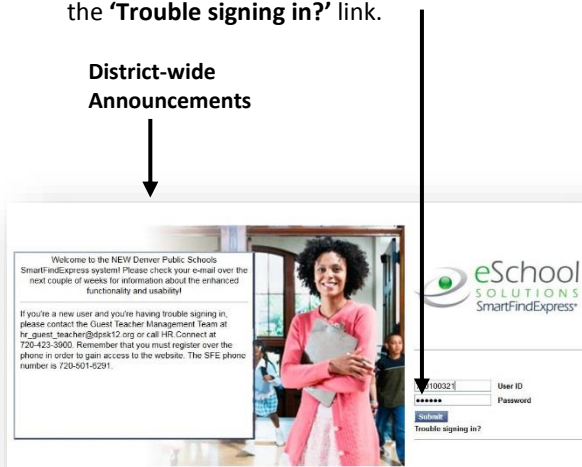 the 'Trouble signing in?' link.
District-wide
Announcements
Welcome to the NEW Denver Public Schools
SmartFindExpress system! Please check your e-mail over the
next couple of weeks for information about the enhanced
functionality and usability!
If you're a new user and you're having trouble signing in,
please contact the Guest Teacher Management Team at
hr_guest_teacher@dpsk12.org or call HR Connect at
720-423-3900. Remember that you must register over the
phone in order to gain access to the website. The SFE phone
number is 720-501-6291.
eSchool
SOLUTIONS
SmartFindExpress
User ID
Password
Submit
Trouble signing in?